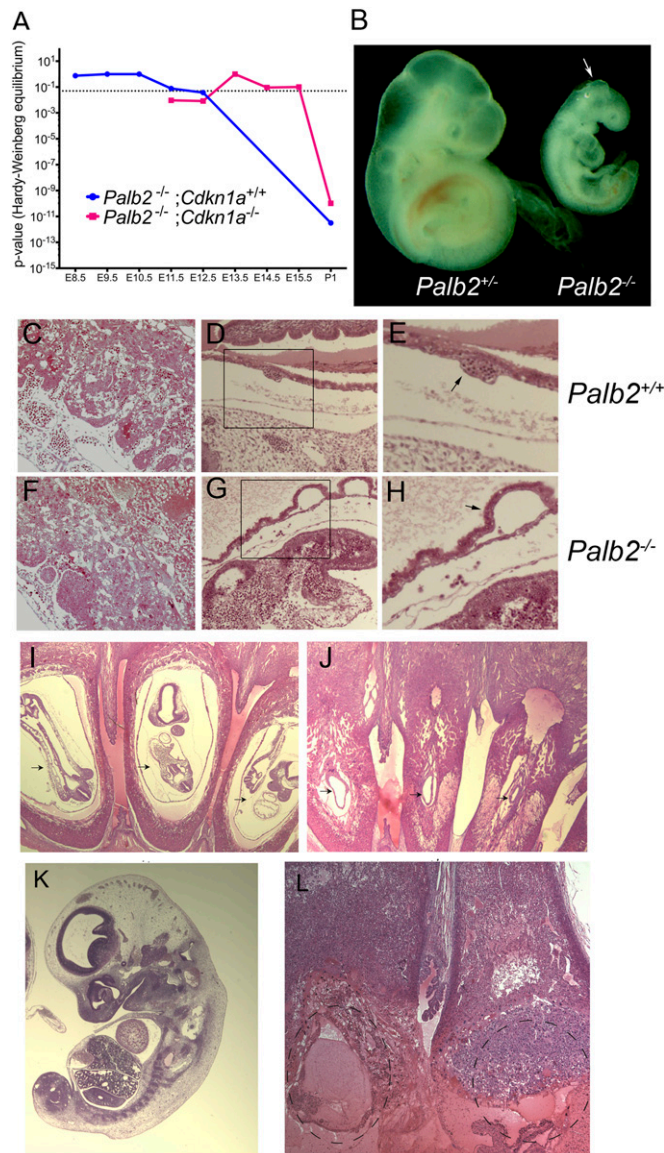 A
B
p-value (Hardy-Weinberg equilibrium)
10^1
10^-1
10^-3
10^-5
10^-7
10^-9
10^-11
10^-13
10^-15
Palb2 -/- ;Cdkn1a+/+
Palb2 -/- ;Cdkn1a-/-
E8.5 E9.5 E10.5 E11.5 E12.5 E13.5 E14.5 E15.5 P1
Palb2+/- Palb2-/-
C D E Palb2+/+
F G H Palb2-/-
I J
K L